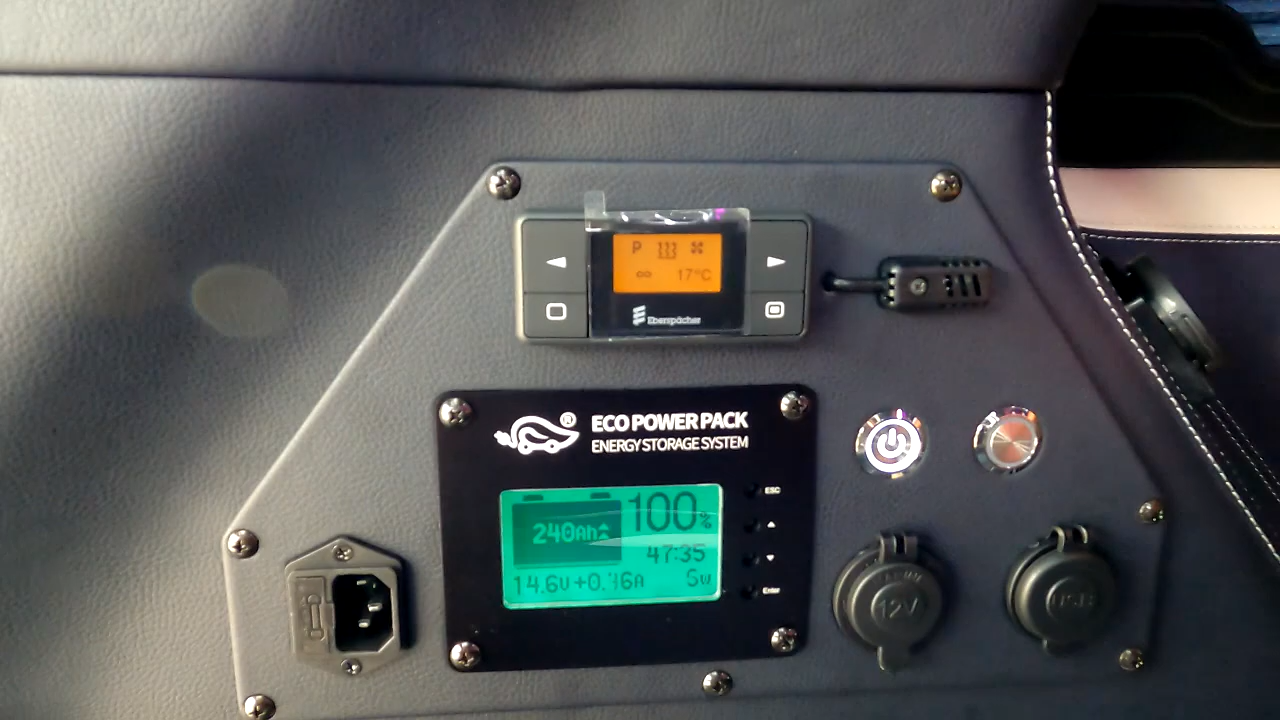 P
∞ 17°C
Eberspächer
®
ECO POWER PACK
ENERGY STORAGE SYSTEM
ESC
100%
240Ah
47:35
14.6V +0.16A 5w
Enter
12V
USB